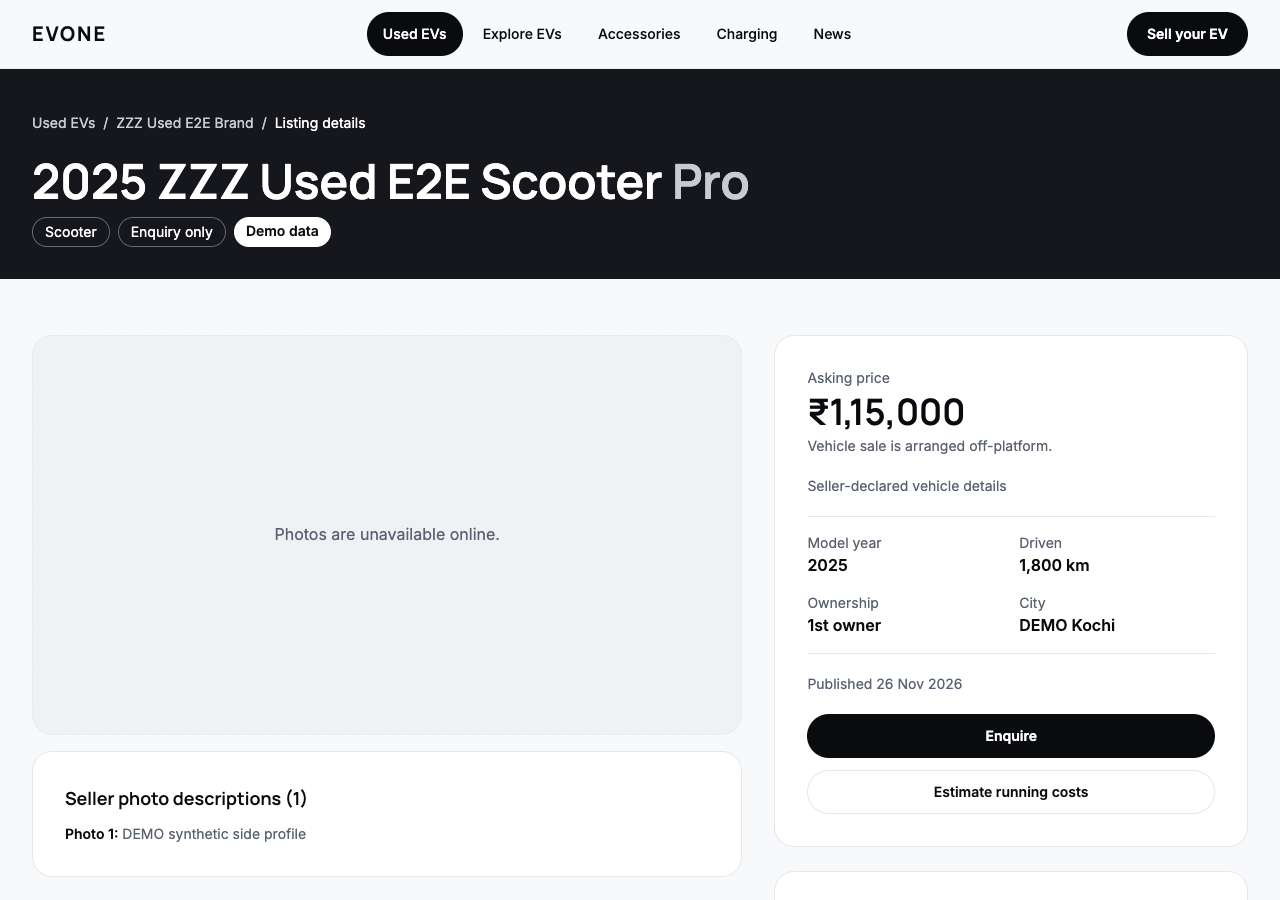 EVONE
Used EVs
Explore EVs
Accessories
Charging
News
Sell your EV
Used EVs / ZZZ Used E2E Brand / Listing details
2025 ZZZ Used E2E Scooter Pro
Scooter
Enquiry only
Demo data
Photos are unavailable online.
Seller photo descriptions (1)
Photo 1: DEMO synthetic side profile
Asking price
₹1,15,000
Vehicle sale is arranged off-platform.
Seller-declared vehicle details
Model year
2025
Driven
1,800 km
Ownership
1st owner
City
DEMO Kochi
Published 26 Nov 2026
Enquire
Estimate running costs